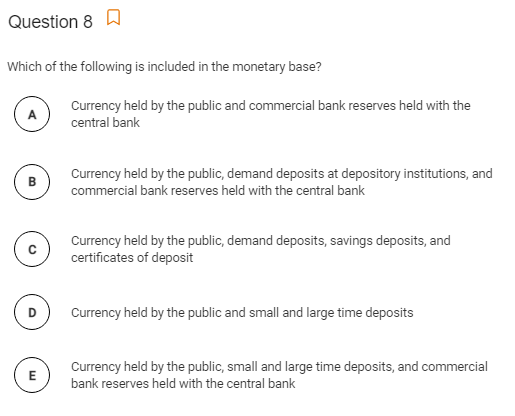 Question 8
Which of the following is included in the monetary base?
A
Currency held by the public and commercial bank reserves held with the
central bank
B
Currency held by the public, demand deposits at depository institutions, and
commercial bank reserves held with the central bank
C
Currency held by the public, demand deposits, savings deposits, and
certificates of deposit
D
Currency held by the public and small and large time deposits
E
Currency held by the public, small and large time deposits, and commercial
bank reserves held with the central bank